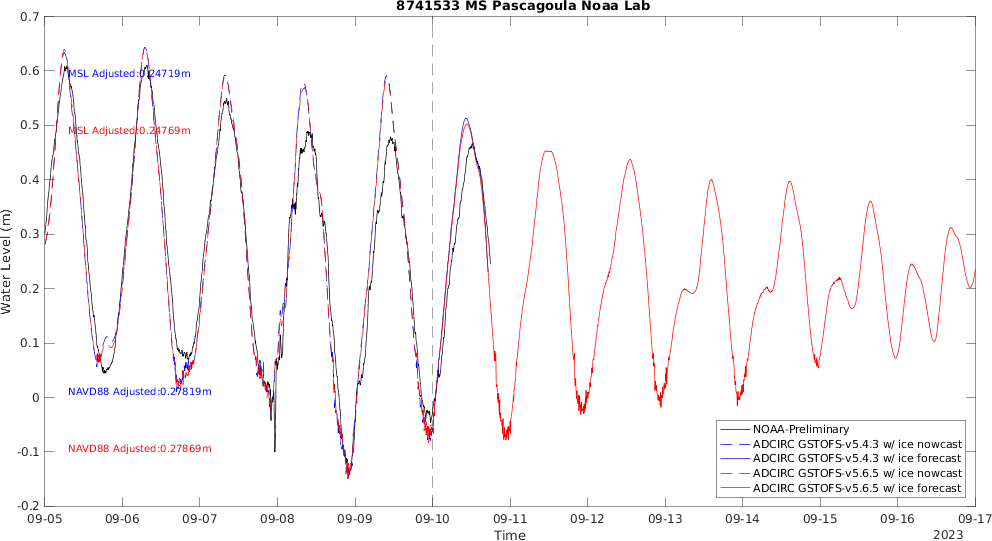 8741533 MS Pascagoula Noaa Lab
Water Level (m)
0.7
0.6
0.5
0.4
0.3
0.2
0.1
0
-0.1
-0.2
MSL Adjusted:0.24719m
MSL Adjusted:0.24769m
NAVD88 Adjusted:0.27819m
NAVD88 Adjusted:0.27869m
NOAA-Preliminary
ADCIRC GSTOFS-v5.4.3 w/ ice nowcast
ADCIRC GSTOFS-v5.4.3 w/ ice forecast
ADCIRC GSTOFS-v5.6.5 w/ ice nowcast
ADCIRC GSTOFS-v5.6.5 w/ ice forecast
09-05 09-06 09-07 09-08 09-09 09-10 09-11 09-12 09-13 09-14 09-15 09-16 09-17
Time
2023